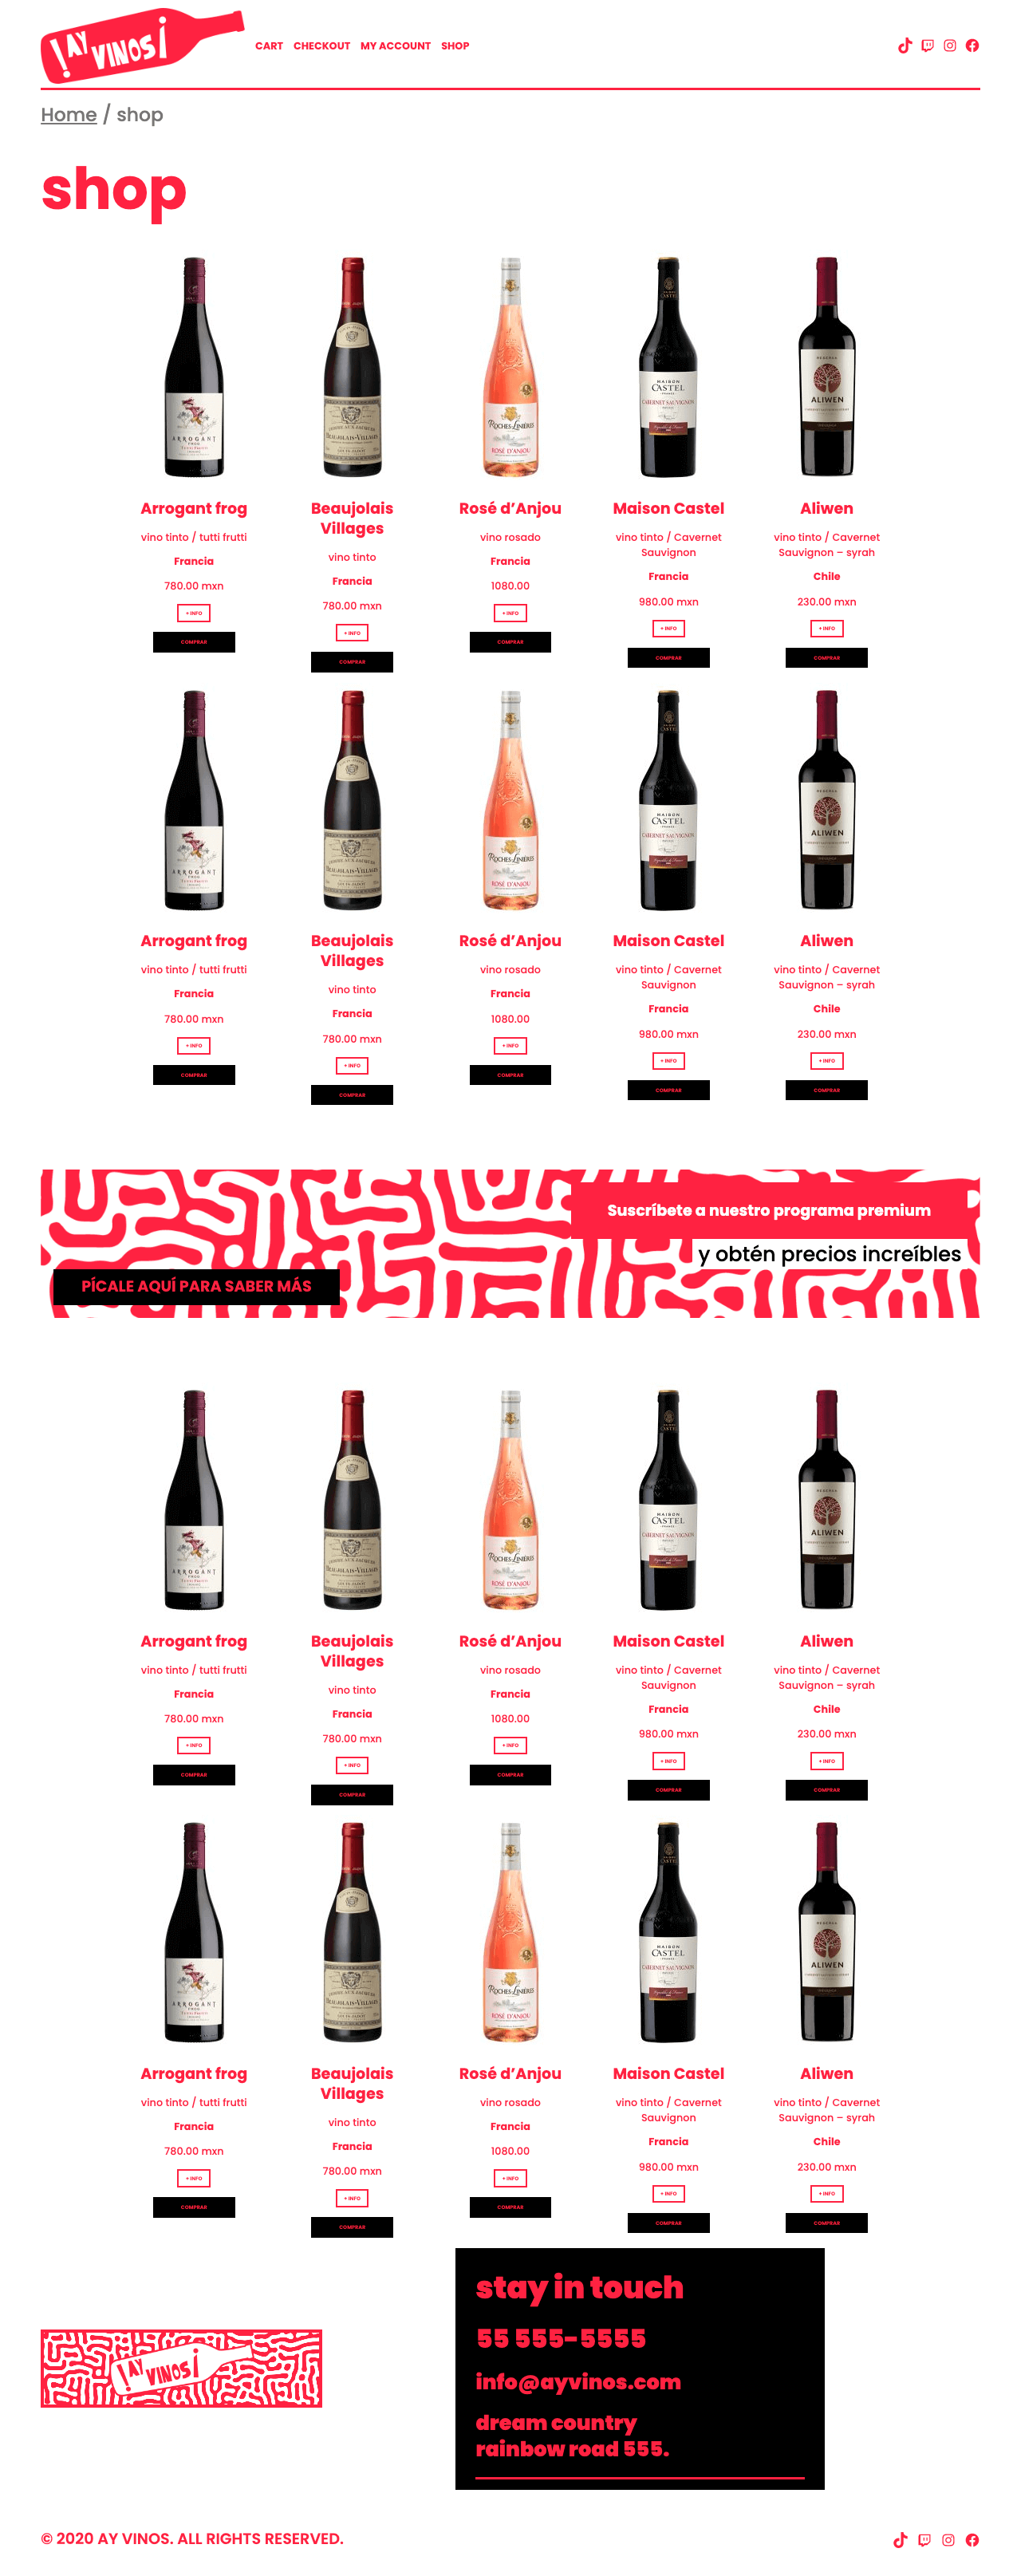 ¡AY
VINOS!
CART CHECKOUT MY ACCOUNT SHOP
Home / shop
shop
Arrogant frog
vino tinto / tutti frutti
Francia
780.00 mxn
+ INFO
COMPRAR
Beaujolais
Villages
vino tinto
Francia
780.00 mxn
+ INFO
COMPRAR
Rosé d’Anjou
vino rosado
Francia
1080.00
+ INFO
COMPRAR
Maison Castel
vino tinto / Cavernet
Sauvignon
Francia
980.00 mxn
+ INFO
COMPRAR
Aliwen
vino tinto / Cavernet
Sauvignon – syrah
Chile
230.00 mxn
+ INFO
COMPRAR
Arrogant frog
vino tinto / tutti frutti
Francia
780.00 mxn
+ INFO
COMPRAR
Beaujolais
Villages
vino tinto
Francia
780.00 mxn
+ INFO
COMPRAR
Rosé d’Anjou
vino rosado
Francia
1080.00
+ INFO
COMPRAR
Maison Castel
vino tinto / Cavernet
Sauvignon
Francia
980.00 mxn
+ INFO
COMPRAR
Aliwen
vino tinto / Cavernet
Sauvignon – syrah
Chile
230.00 mxn
+ INFO
COMPRAR
Suscríbete a nuestro programa premium
y obtén precios increíbles
PÍCALE AQUÍ PARA SABER MÁS
Arrogant frog
vino tinto / tutti frutti
Francia
780.00 mxn
+ INFO
COMPRAR
Beaujolais
Villages
vino tinto
Francia
780.00 mxn
+ INFO
COMPRAR
Rosé d’Anjou
vino rosado
Francia
1080.00
+ INFO
COMPRAR
Maison Castel
vino tinto / Cavernet
Sauvignon
Francia
980.00 mxn
+ INFO
COMPRAR
Aliwen
vino tinto / Cavernet
Sauvignon – syrah
Chile
230.00 mxn
+ INFO
COMPRAR
Arrogant frog
vino tinto / tutti frutti
Francia
780.00 mxn
+ INFO
COMPRAR
Beaujolais
Villages
vino tinto
Francia
780.00 mxn
+ INFO
COMPRAR
Rosé d’Anjou
vino rosado
Francia
1080.00
+ INFO
COMPRAR
Maison Castel
vino tinto / Cavernet
Sauvignon
Francia
980.00 mxn
+ INFO
COMPRAR
Aliwen
vino tinto / Cavernet
Sauvignon – syrah
Chile
230.00 mxn
+ INFO
COMPRAR
¡AY VINOS!
stay in touch
55 555-5555
info@ayvinos.com
dream country
rainbow road 555.
© 2020 AY VINOS. ALL RIGHTS RESERVED.